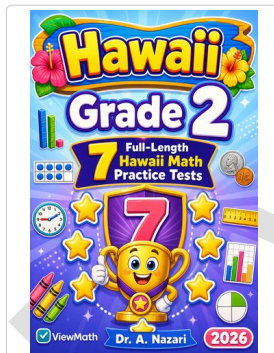 Hawaii
Grade 2
7 Full-Length
Hawaii Math
Practice Tests
7
ViewMath
Dr. A. Nazari
2026